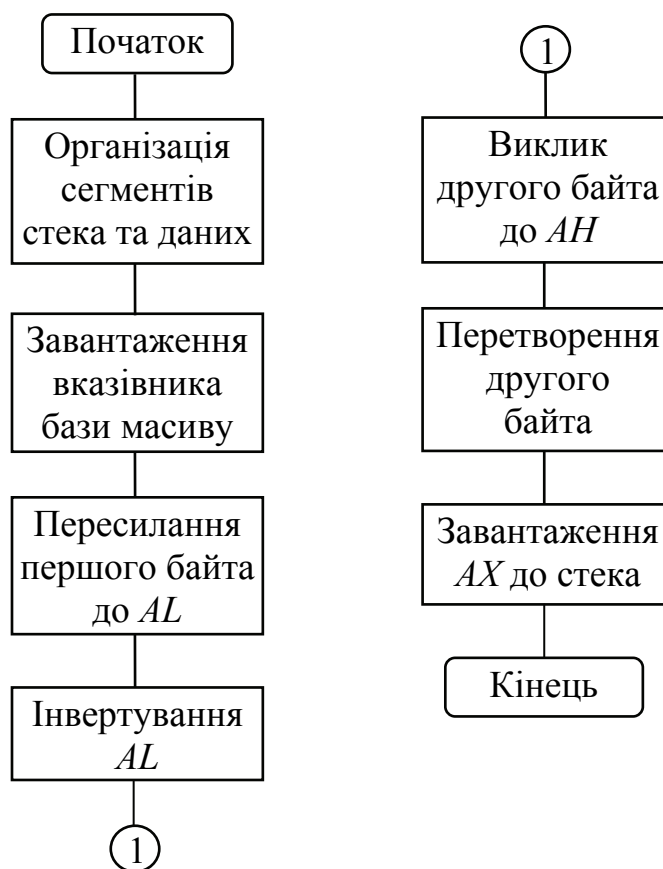 Початок
Організація
сегментів
стека та даних
Завантаження
вказівника
бази масиву
Пересилання
першого байта
до AL
Інвертування
AL
1
1
Виклик
другого байта
до AH
Перетворення
другого
байта
Завантаження
AX до стека
Кінець